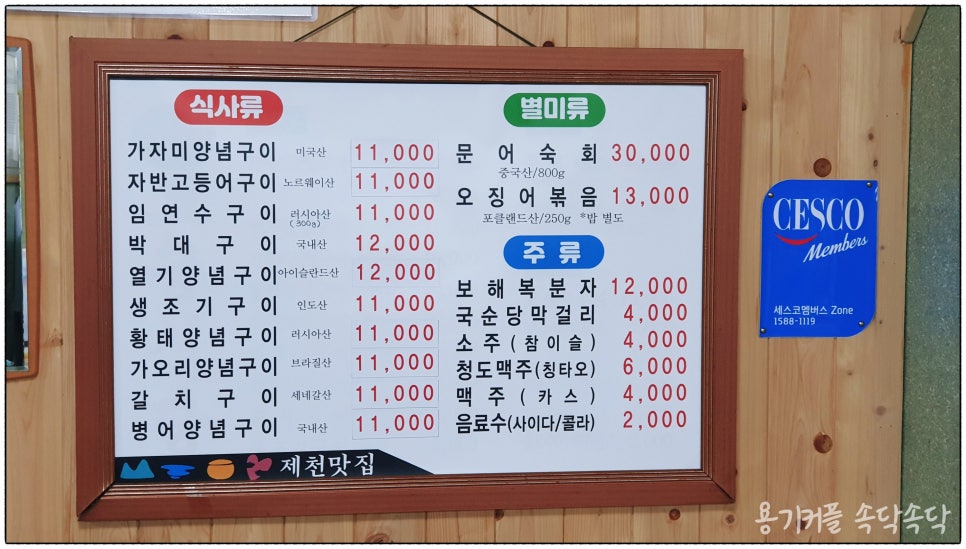 식사류
가자미양념구이 미국산 11,000
자반고등어구이 노르웨이산 11,000
임연수구이 러시아산 11,000
(300g)
박대구이 국내산 12,000
열기양념구이 아이슬란드산 12,000
생조기구이 인도산 11,000
황태양념구이 러시아산 11,000
가오리양념구이 브라질산 11,000
갈치구이 세네갈산 11,000
병어양념구이 국내산 11,000
제천맛집
별미류
문어숙회 30,000
중국산/800g
오징어볶음 13,000
포클랜드산/250g *밥 별도
주류
보해복분자 12,000
국순당막걸리 4,000
소주(참이슬) 4,000
청도맥주(칭타오) 6,000
맥주(카스) 4,000
음료수(사이다/콜라) 2,000
CESCO
Members
세스코멤버스 Zone
1588-1119
용기커플 속닥속닥